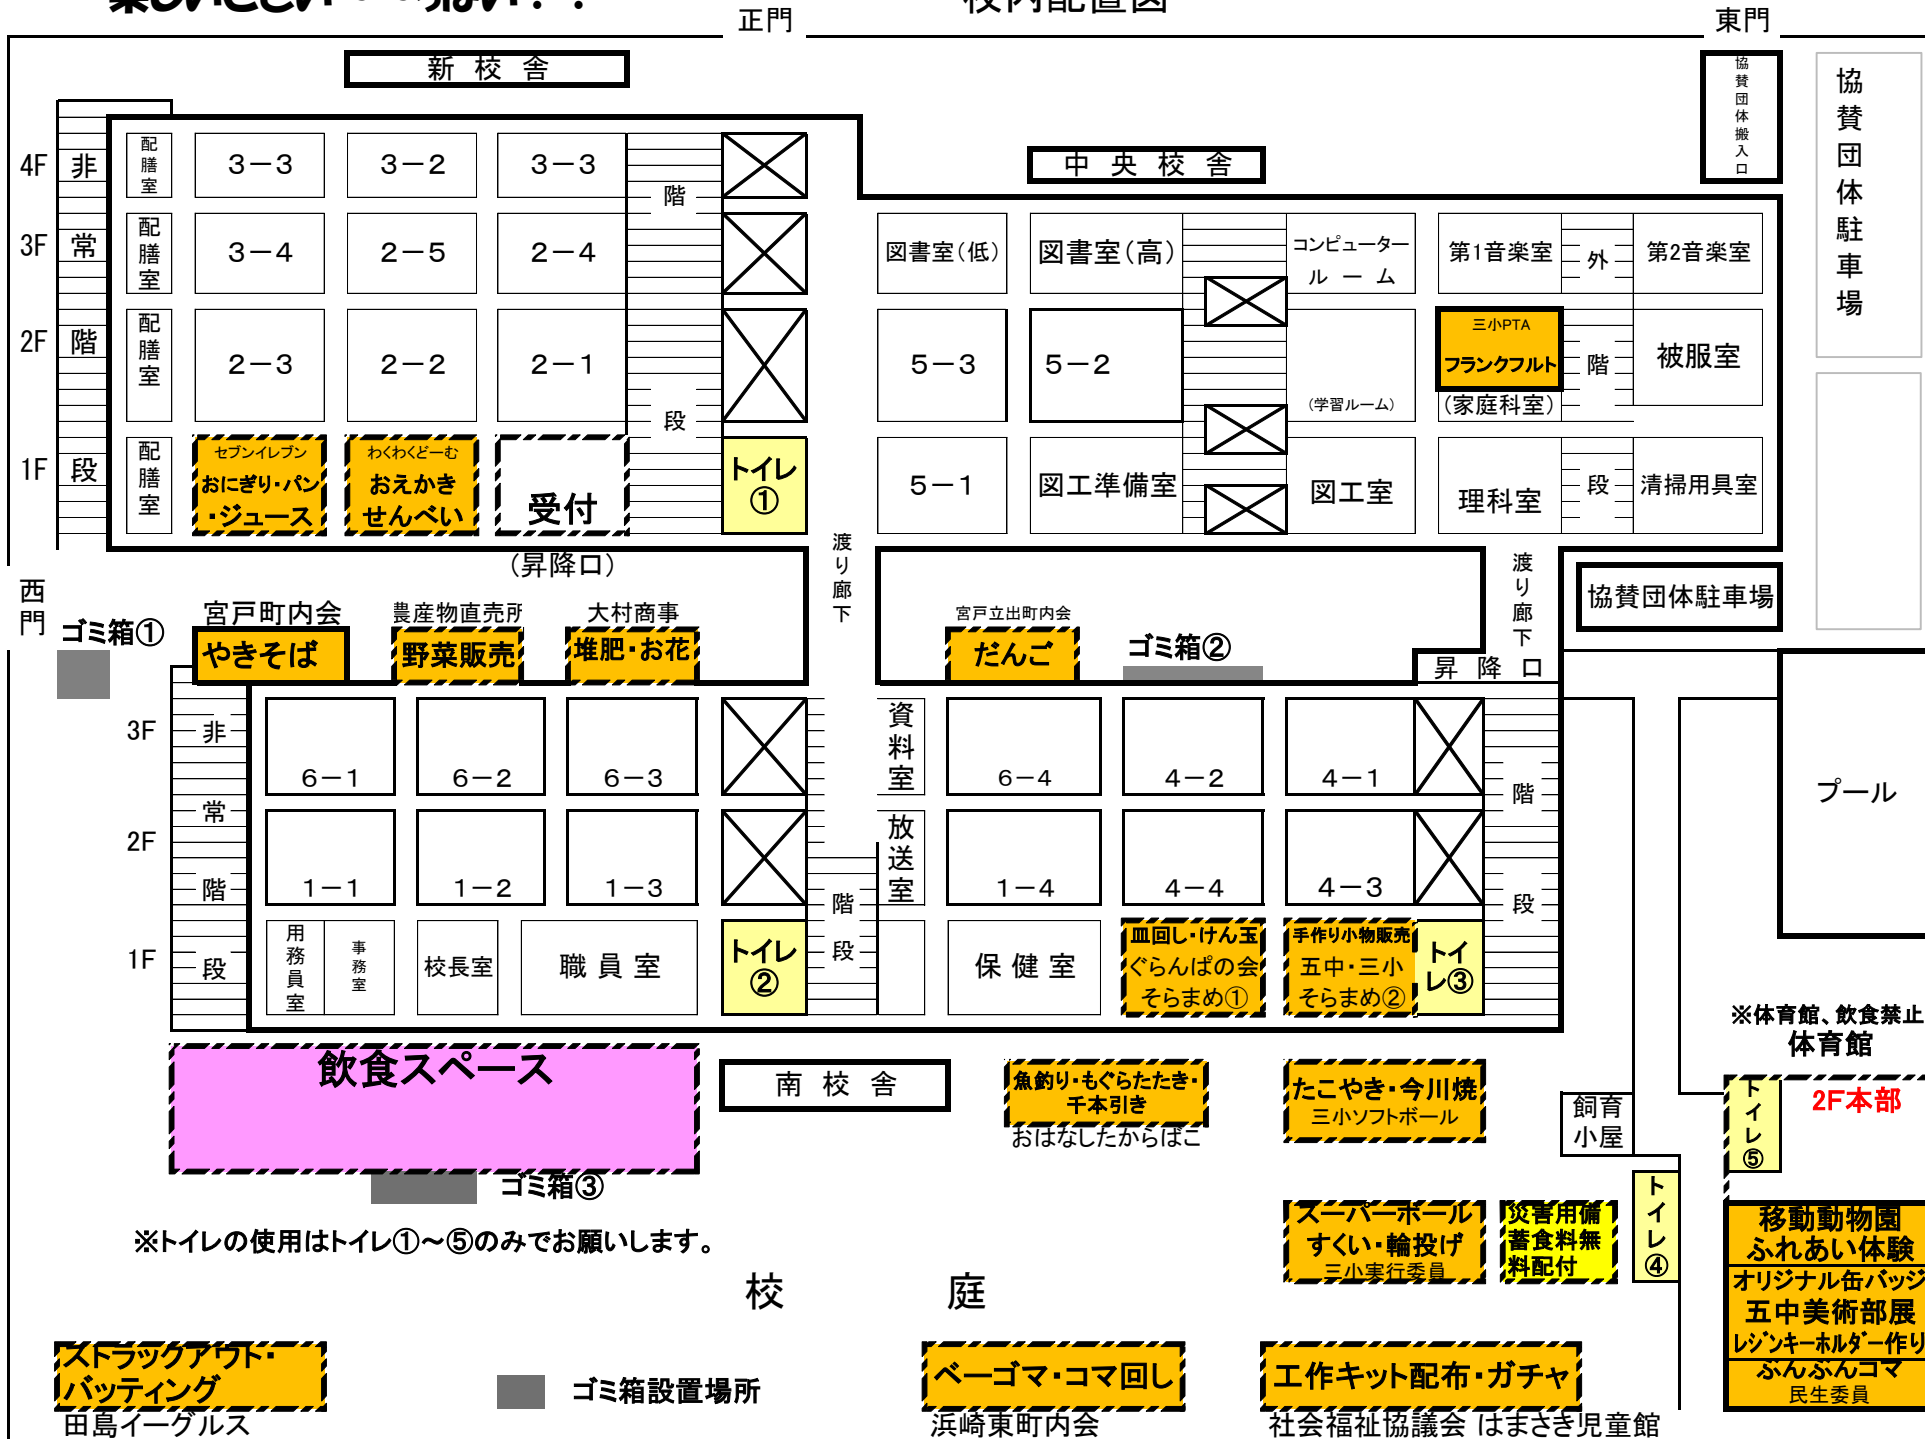 校内配置図
正門
東門
新校舎
協賛団体搬入口
協賛団体駐車場
中央校舎
4F
非
配膳室
3－3
3－2
3－3
階
3F
常
配膳室
3－4
2－5
2－4
図書室(低)
図書室(高)
コンピューター
ルーム
第1音楽室
外
第2音楽室
2F
階
配膳室
2－3
2－2
2－1
段
5－3
5－2
(学習ルーム)
三小PTA
フランクフルト
(家庭科室)
階
被服室
1F
段
配膳室
セブンイレブン
おにぎり・パン
・ジュース
わくわくどーむ
おえかき
せんべい
受付
トイレ
①
5－1
図工準備室
図工室
理科室
段
清掃用具室
(昇降口)
渡り廊下
渡り廊下
協賛団体駐車場
西門
ゴミ箱①
宮戸町内会
やきそば
農産物直売所
野菜販売
大村商事
堆肥・お花
宮戸立出町内会
だんご
ゴミ箱②
昇降口
3F
非
6－1
6－2
6－3
資料室
6－4
4－2
4－1
階
プール
2F
常
階
1－1
1－2
1－3
放送室
1－4
4－4
4－3
段
1F
段
用務員室
事務室
校長室
職員室
トイレ
②
階
段
保健室
皿回し・けん玉
ぐらんぱの会
そらまめ①
手作り小物販売
五中・三小
そらまめ②
トイ
レ③
※体育館、飲食禁止
体育館
飲食スペース
南校舎
魚釣り・もぐらたたき・
千本引き
おはなしたからばこ
たこやき・今川焼
三小ソフトボール
飼育
小屋
トイレ⑤
2F本部
ゴミ箱③
※トイレの使用はトイレ①～⑤のみでお願いします。
スーパーボール
すくい・輪投げ
三小実行委員
災害用備
蓄食料無
料配付
トイレ④
移動動物園
ふれあい体験
オリジナル缶バッジ
五中美術部展
レジンキーホルダー作り
ぶんぶんコマ
民生委員
校庭
ストラックアウト・
バッティング
田島イーグルス
ゴミ箱設置場所
ベーゴマ・コマ回し
浜崎東町内会
工作キット配布・ガチャ
社会福祉協議会 はまさき児童館